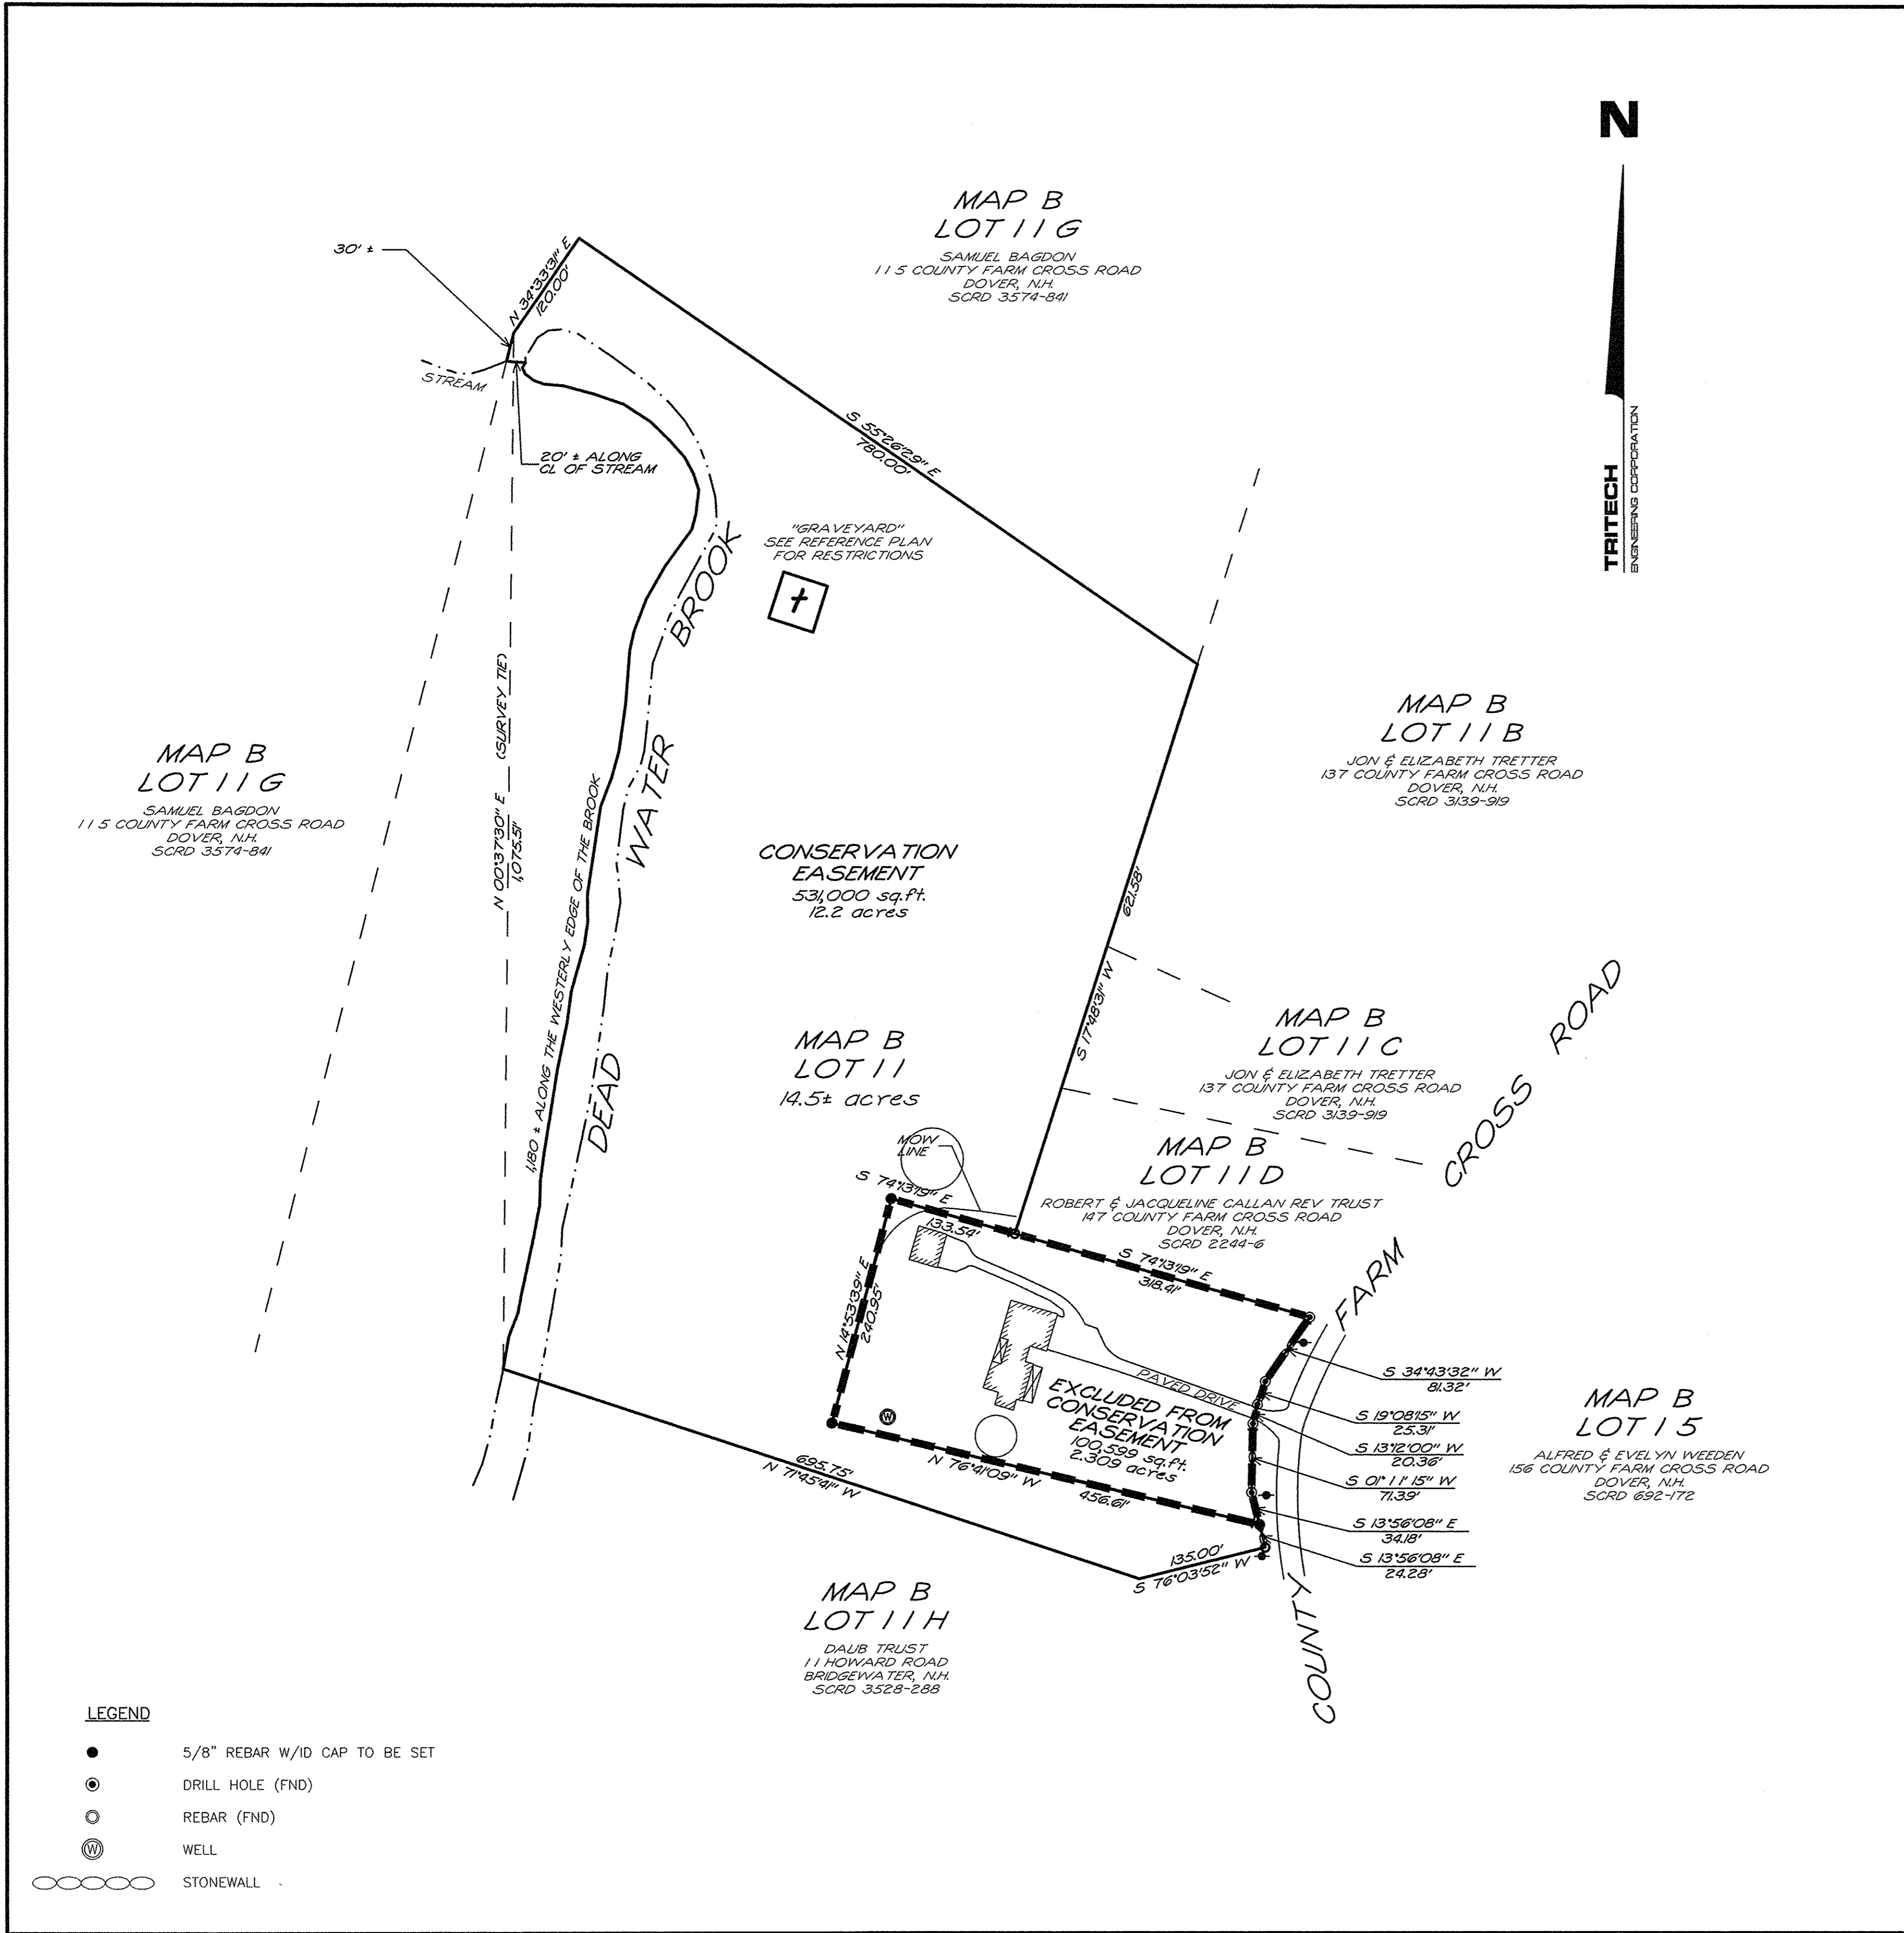 N
TRITECH
ENGINEERING CORPORATION
MAP B
LOT 11G
SAMUEL BAGDON
115 COUNTY FARM CROSS ROAD
DOVER, N.H.
SCRD 3574-841
30' ±
N 34°33'31" E
120.00'
STREAM
20' ± ALONG
CL OF STREAM
S 55°26'29" E
780.00'
"GRAVEYARD"
SEE REFERENCE PLAN
FOR RESTRICTIONS
BROOK
WATER
DEAD
MAP B
LOT 11G
SAMUEL BAGDON
115 COUNTY FARM CROSS ROAD
DOVER, N.H.
SCRD 3574-841
N 00°37'30" E (SURVEY TIE)
1,075.51'
1,180 ± ALONG THE WESTERLY EDGE OF THE BROOK
MAP B
LOT 11B
JON & ELIZABETH TRETTER
137 COUNTY FARM CROSS ROAD
DOVER, N.H.
SCRD 3139-919
CONSERVATION
EASEMENT
531,000 sq.ft.
12.2 acres
621.58'
S 17°48'31" W
MAP B
LOT 11
14.5± acres
MAP B
LOT 11C
JON & ELIZABETH TRETTER
137 COUNTY FARM CROSS ROAD
DOVER, N.H.
SCRD 3139-919
MAP B
LOT 11D
ROBERT & JACQUELINE CALLAN REV TRUST
147 COUNTY FARM CROSS ROAD
DOVER, N.H.
SCRD 2244-6
COUNTY FARM CROSS ROAD
MOW
LINE
S 74°13'19" E
133.54'
S 74°13'19" E
318.41'
N 14°53'39" E
240.95'
PAVED DRIVE
EXCLUDED FROM
CONSERVATION
EASEMENT
100,599 sq.ft.
2.309 acres
W
N 76°41'09" W
456.61'
695.75'
N 71°45'41" W
135.00'
S 76°03'52" W
S 34°43'32" W
81.32'
S 19°08'15" W
25.31'
S 13°12'00" W
20.36'
S 01°11'15" W
71.39'
S 13°56'08" E
34.18'
S 13°56'08" E
24.28'
MAP B
LOT 15
ALFRED & EVELYN WEEDEN
156 COUNTY FARM CROSS ROAD
DOVER, N.H.
SCRD 692-172
MAP B
LOT 11H
DAUB TRUST
11 HOWARD ROAD
BRIDGEWATER, N.H.
SCRD 3528-288
LEGEND
5/8" REBAR W/ID CAP TO BE SET
DRILL HOLE (FND)
REBAR (FND)
W WELL
STONEWALL